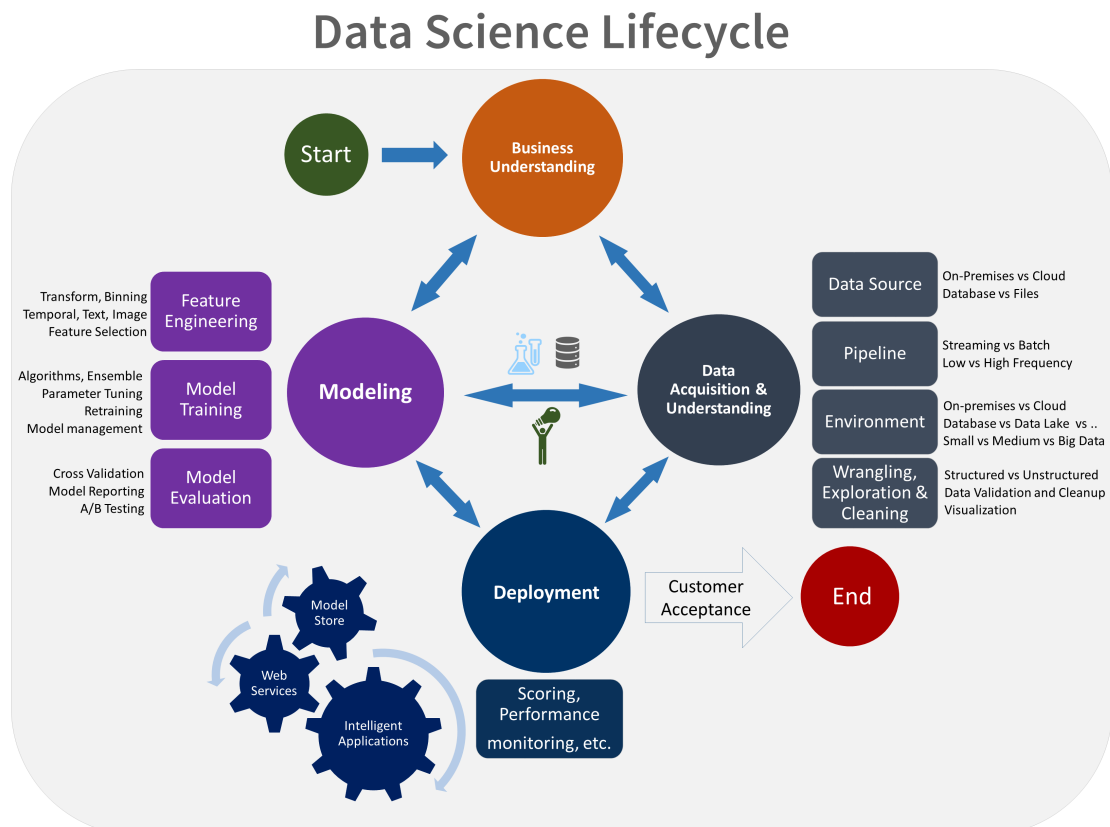 Data Science Lifecycle
Start
Business
Understanding
Transform, Binning
Temporal, Text, Image
Feature Selection
Feature
Engineering
Algorithms, Ensemble
Parameter Tuning
Retraining
Model management
Model
Training
Cross Validation
Model Reporting
A/B Testing
Model
Evaluation
Modeling
Data
Acquisition &
Understanding
Data Source
On-Premises vs Cloud
Database vs Files
Pipeline
Streaming vs Batch
Low vs High Frequency
Environment
On-premises vs Cloud
Database vs Data Lake vs ..
Small vs Medium vs Big Data
Wrangling,
Exploration &
Cleaning
Structured vs Unstructured
Data Validation and Cleanup
Visualization
Deployment
Customer
Acceptance
End
Model
Store
Web
Services
Intelligent
Applications
Scoring,
Performance
monitoring, etc.